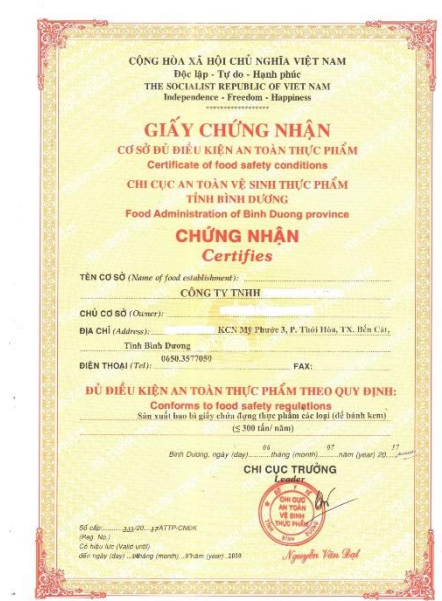 CỘNG HÒA XÃ HỘI CHỦ NGHĨA VIỆT NAM
Độc lập - Tự do - Hạnh phúc
THE SOCIALIST REPUBLIC OF VIET NAM
Independence - Freedom - Happiness
GIẤY CHỨNG NHẬN
CƠ SỞ ĐỦ ĐIỀU KIỆN AN TOÀN THỰC PHẨM
Certificate of food safety conditions
CHI CỤC AN TOÀN VỆ SINH THỰC PHẨM
TỈNH BÌNH DƯƠNG
Food Administration of Binh Duong province
CHỨNG NHẬN
Certifies
TÊN CƠ SỞ (Name of food establishment):
CÔNG TY TNHH
CHỦ CƠ SỞ (Owner):
ĐỊA CHỈ (Address): KCN Mỹ Phước 3, P. Thới Hòa, TX. Bến Cát,
Tỉnh Bình Dương
0650.3577050
ĐIỆN THOẠI (Tel): FAX:
ĐỦ ĐIỀU KIỆN AN TOÀN THỰC PHẨM THEO QUY ĐỊNH:
Conforms to food safety regulations
Sản xuất bao bì giấy chứa đựng thực phẩm các loại (đế bánh kem)
(≤ 300 tấn/ năm)
Bình Dương, ngày (day) 06 tháng (month) 07 năm (year) 2017
CHI CỤC TRƯỞNG
Leader
CHI CỤC
AN TOÀN
VỆ SINH
THỰC PHẨM
Số cấp: /20 17/ATTP-CNĐK
(Reg. No.)
Có hiệu lực (Valid until)
đến ngày (day) tháng (month) năm (year)
Nguyễn Văn Đạt